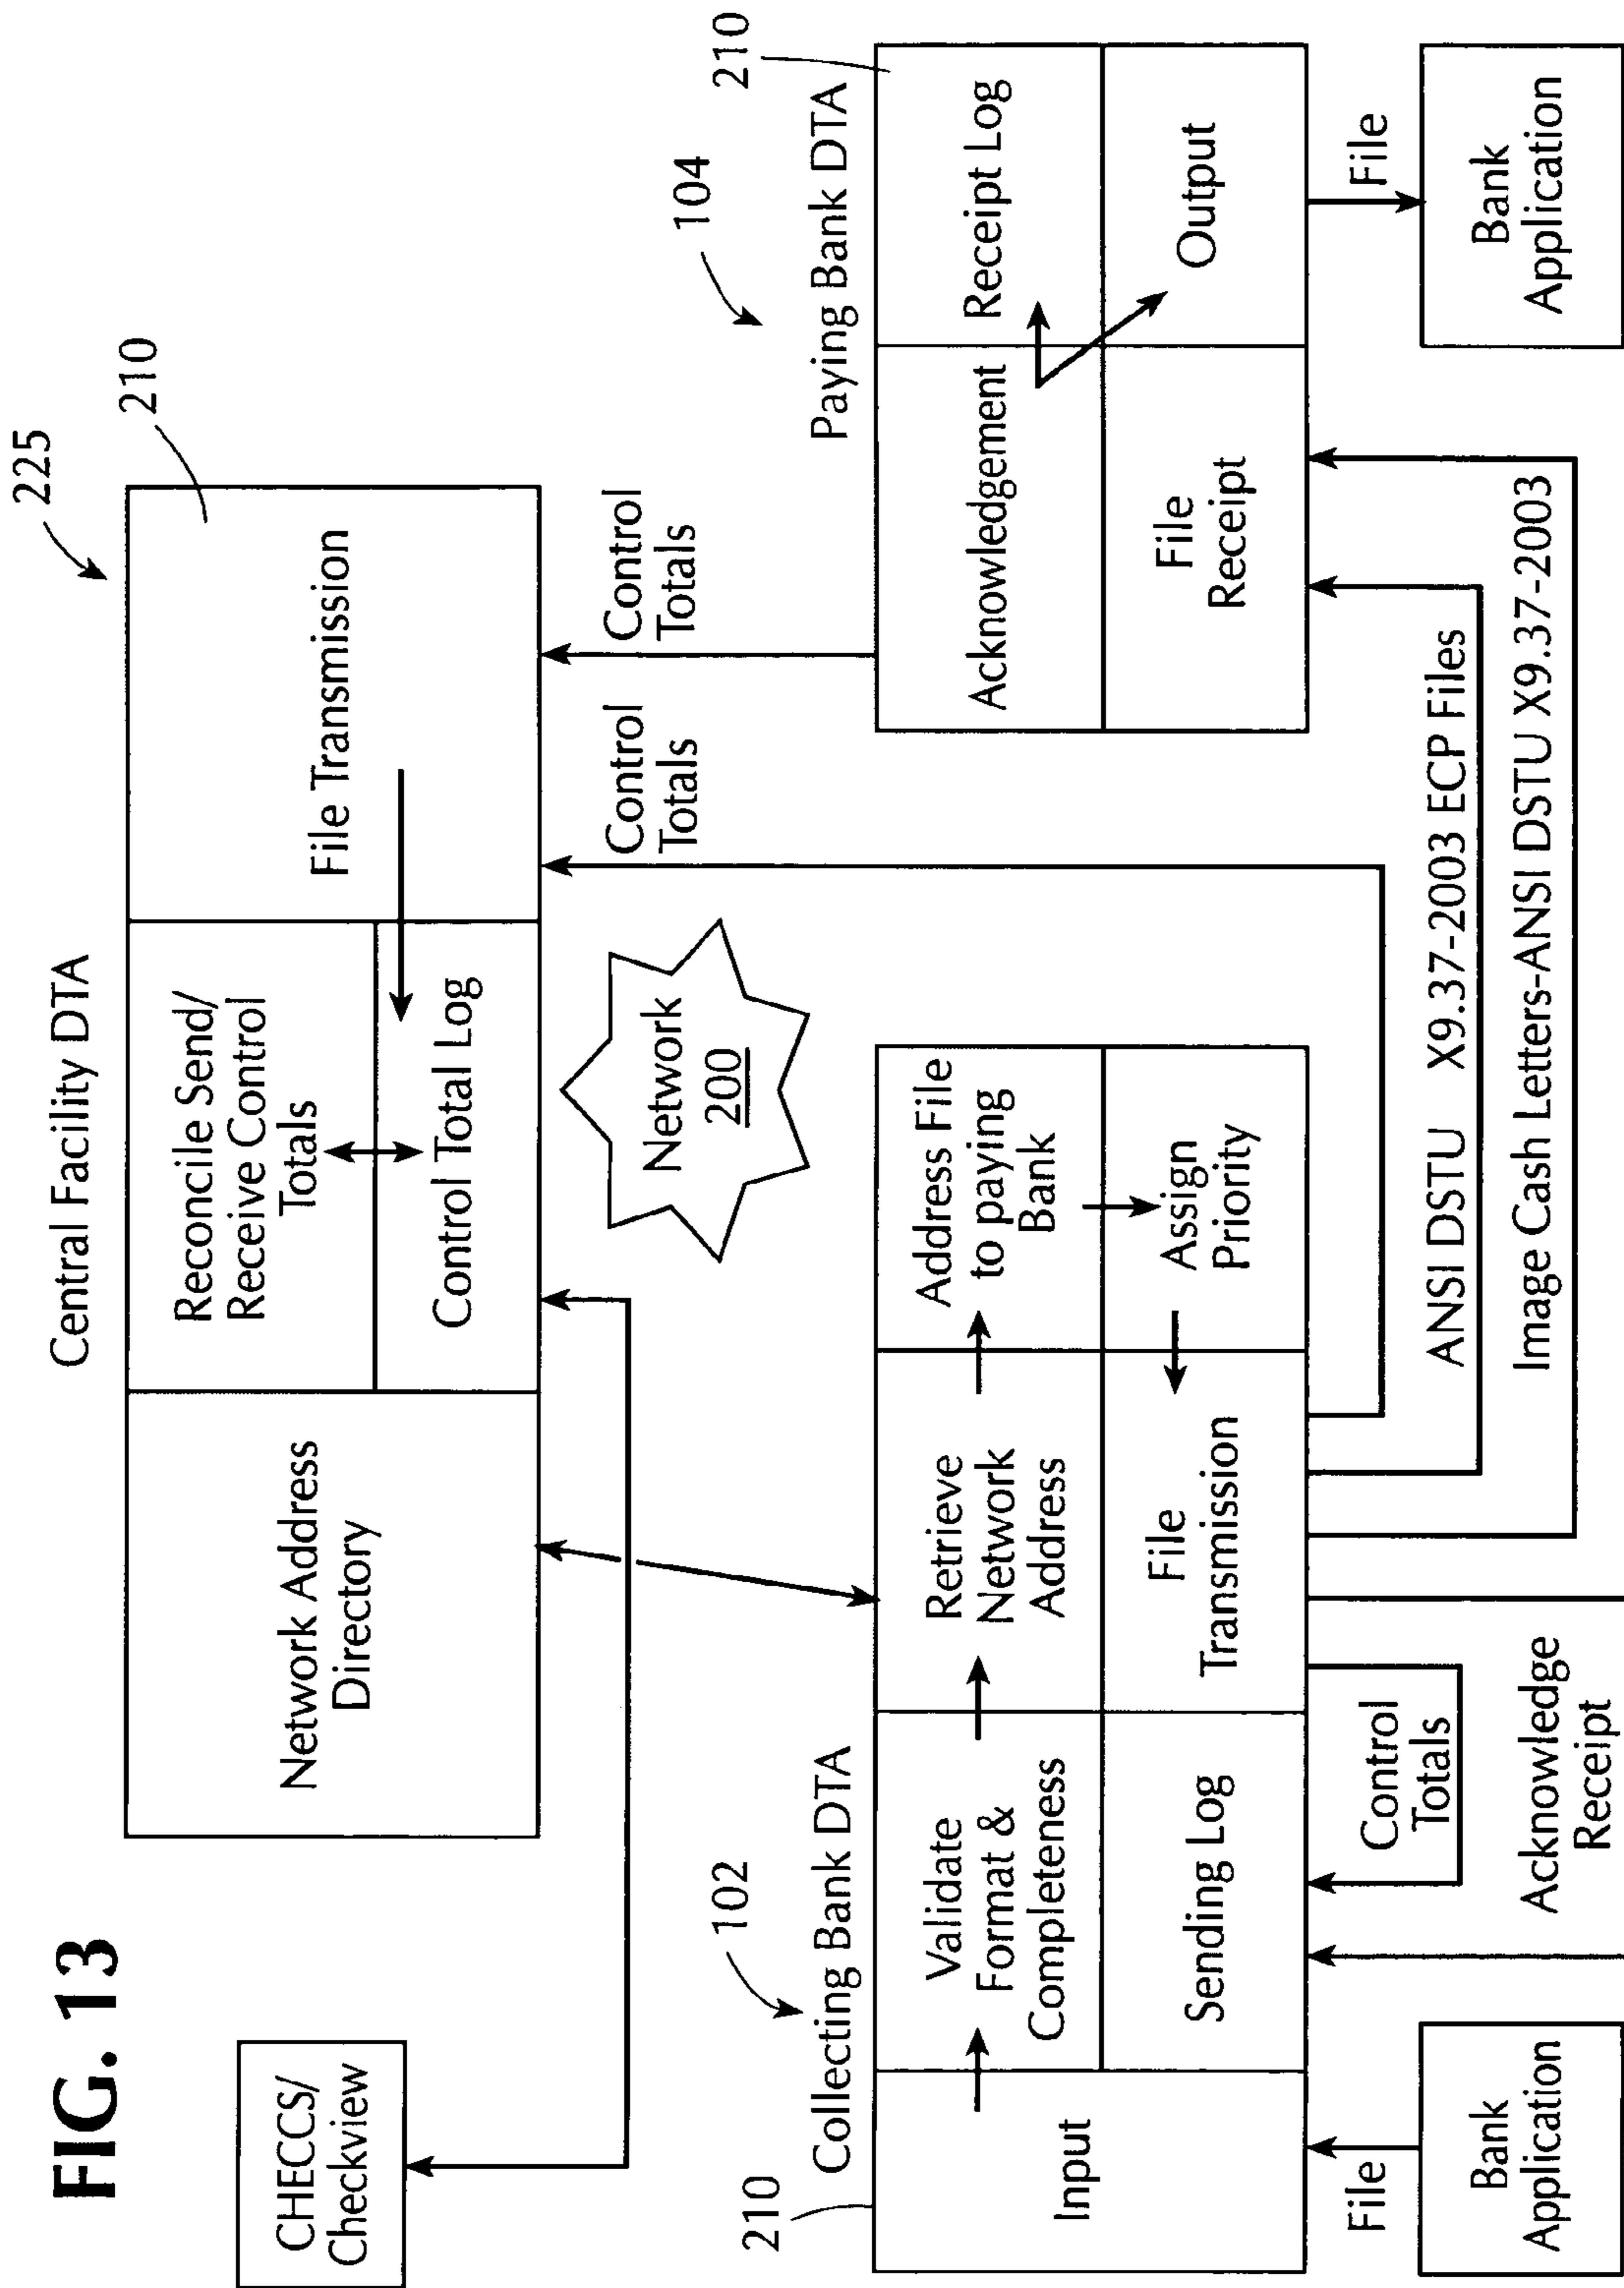 FIG. 13
CHECCS/
Checkview
Central Facility DTA
225
210
Network Address
Directory
Reconcile Send/
Receive Control
Totals
Control Total Log
File Transmission
Network
200
Control
Totals
Control
Totals
102
Collecting Bank DTA
210
Input
Validate
Format &
Completeness
Retrieve
Network
Address
Address File
to paying
Bank
Sending Log
File
Transmission
Assign
Priority
104
Paying Bank DTA
210
Acknowledgement
Receipt Log
File
Receipt
Output
File
Bank
Application
Control
Totals
Acknowledge
Receipt
ANSI DSTU X9.37-2003 ECP Files
Image Cash Letters-ANSI DSTU X9.37-2003
File
Bank
Application